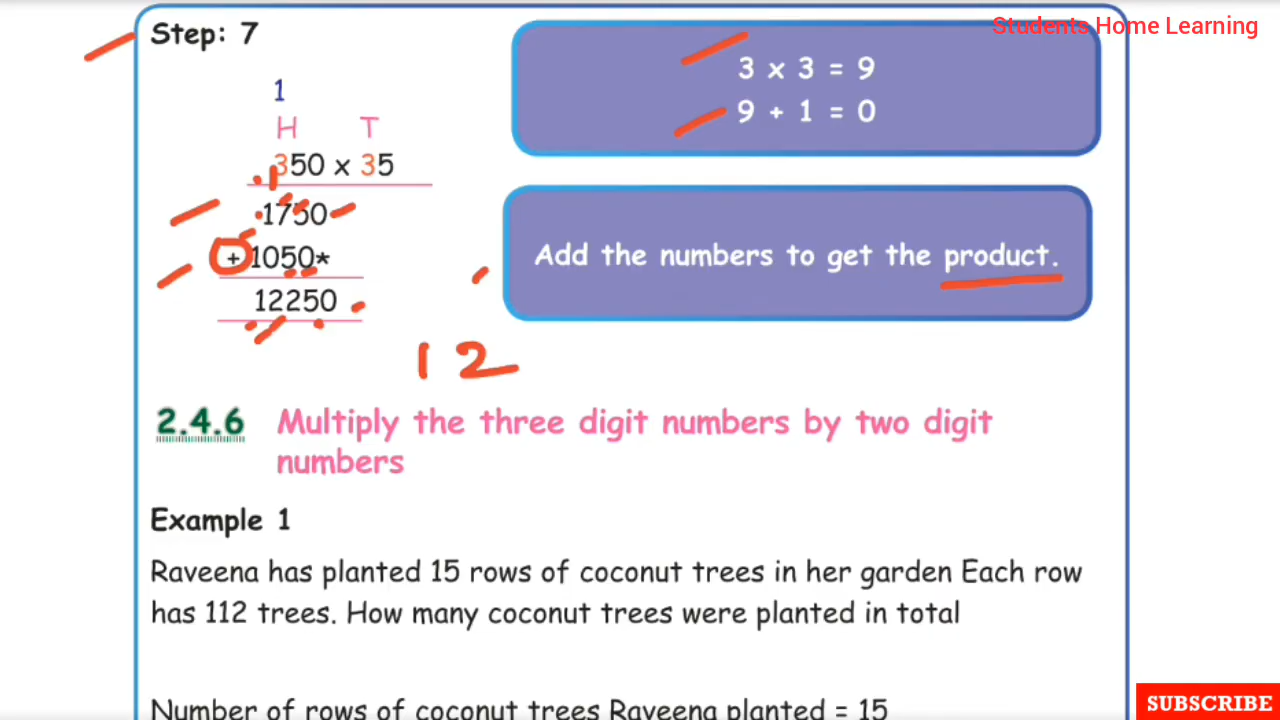 Students Home Learning
Step: 7
1
H T
350 x 35
1
1750
+ 1050*
12250
12
3 x 3 = 9
9 + 1 = 0
Add the numbers to get the product.
2.4.6 Multiply the three digit numbers by two digit
numbers
Example 1
Raveena has planted 15 rows of coconut trees in her garden Each row
has 112 trees. How many coconut trees were planted in total
Number of rows of coconut trees Raveena planted = 15
SUBSCRIBE